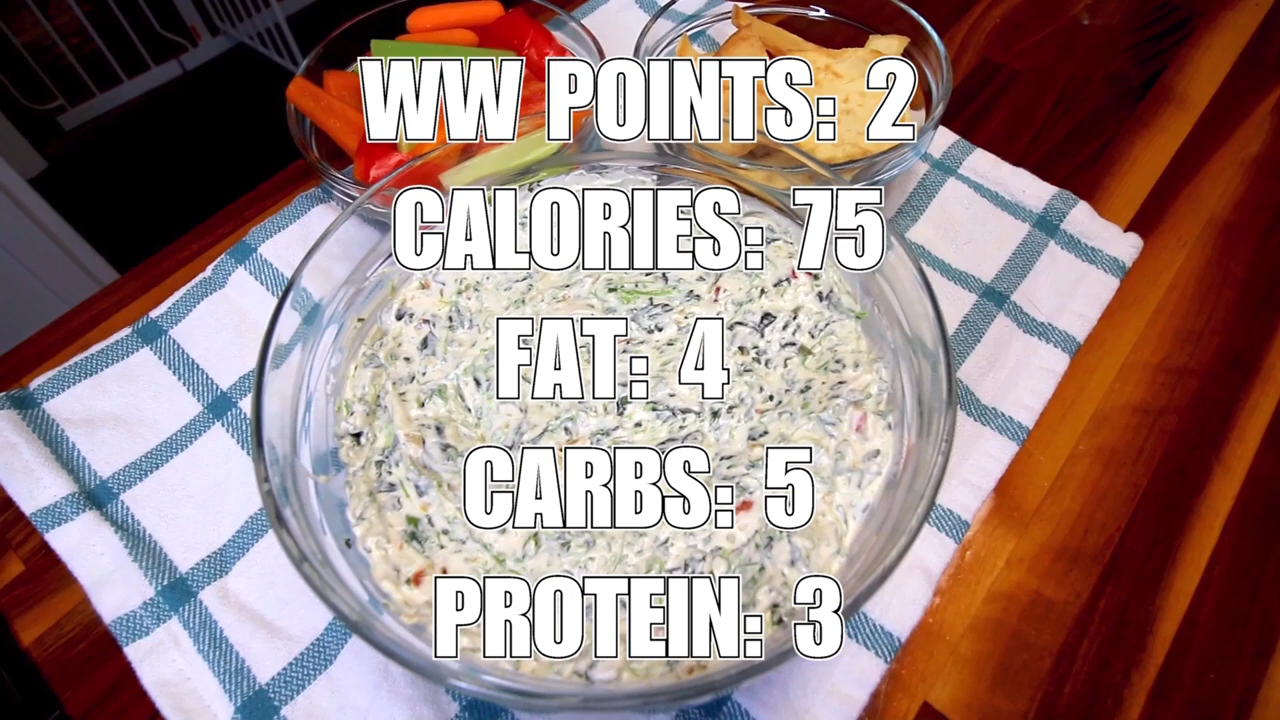 WW POINTS: 2
CALORIES: 75
FAT: 4
CARBS: 5
PROTEIN: 3